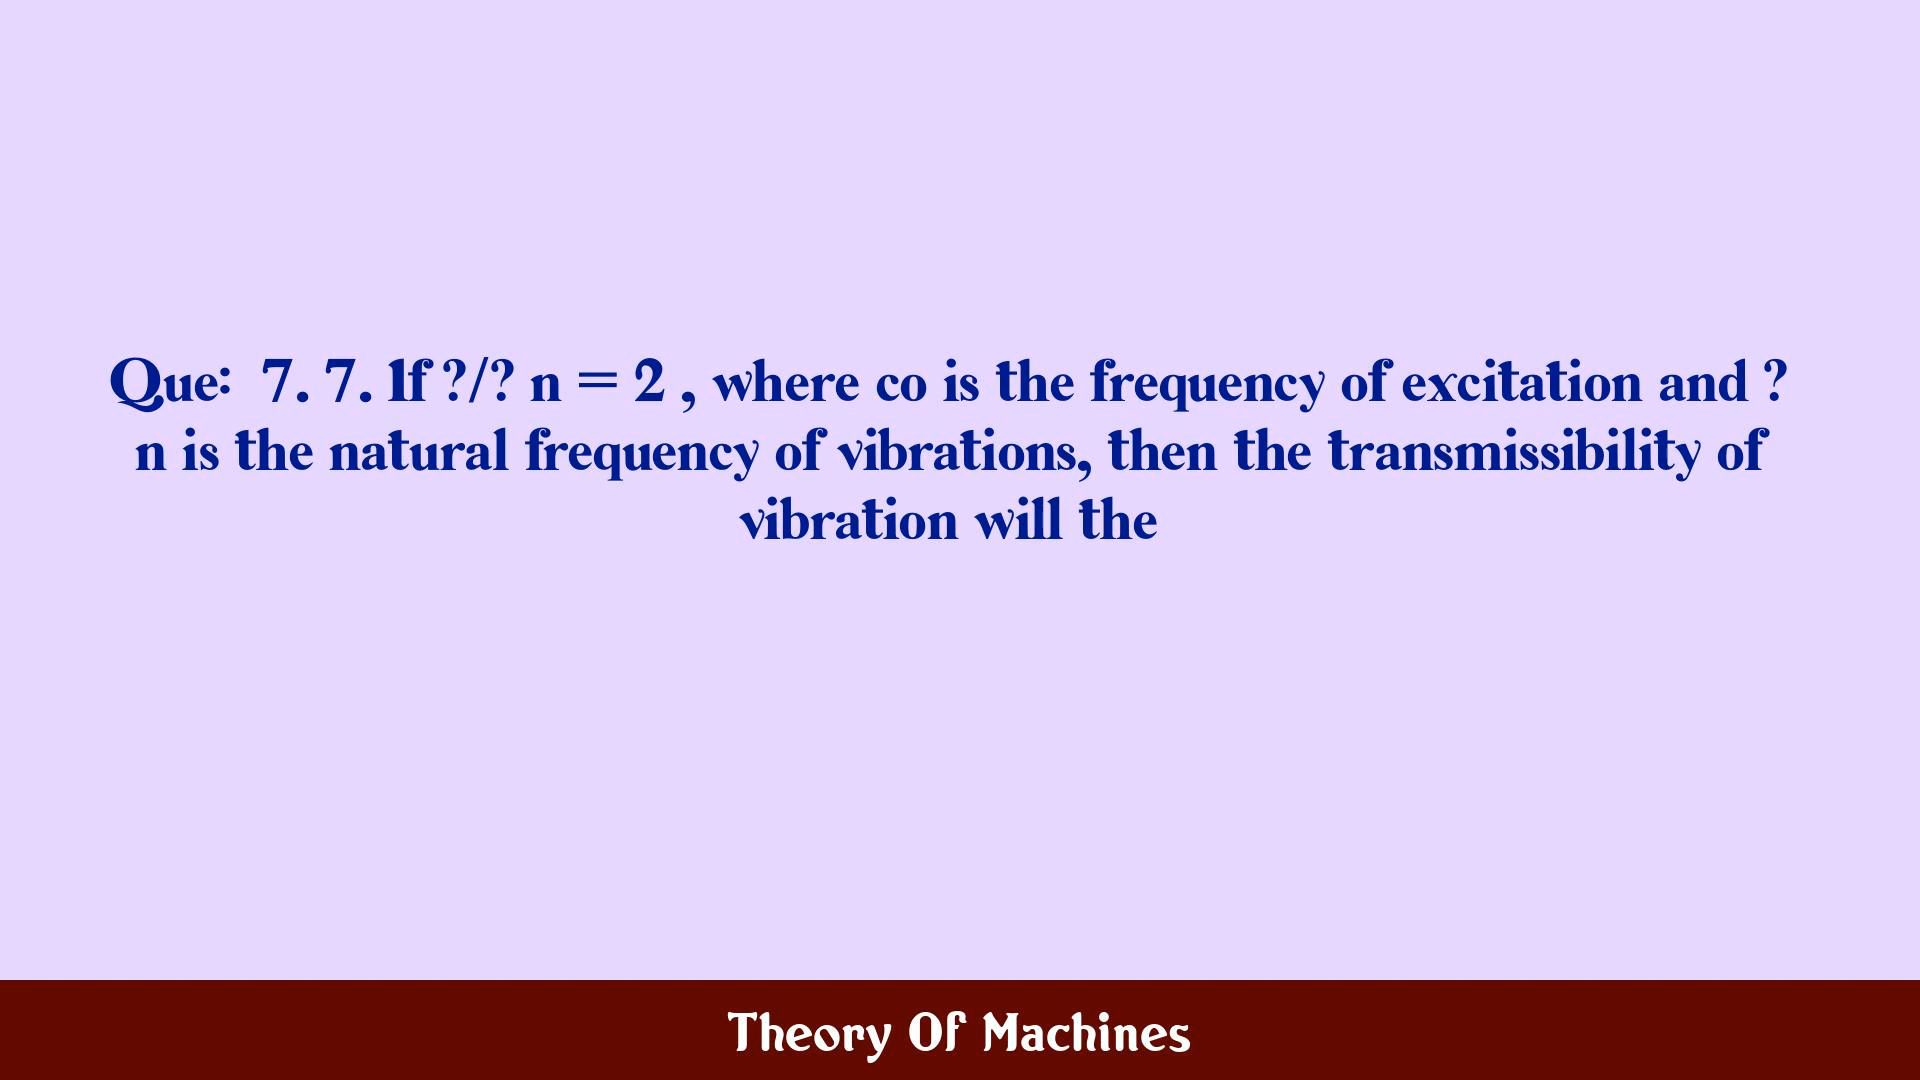 Que: 7. 7. If ?/? n = 2 , where co is the frequency of excitation and ?
n is the natural frequency of vibrations, then the transmissibility of
vibration will the
Theory Of Machines